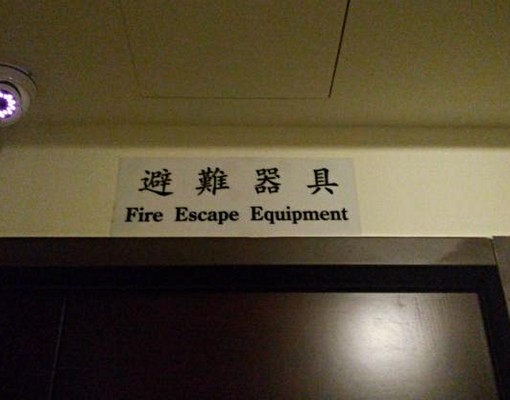 避難器具
Fire Escape Equipment